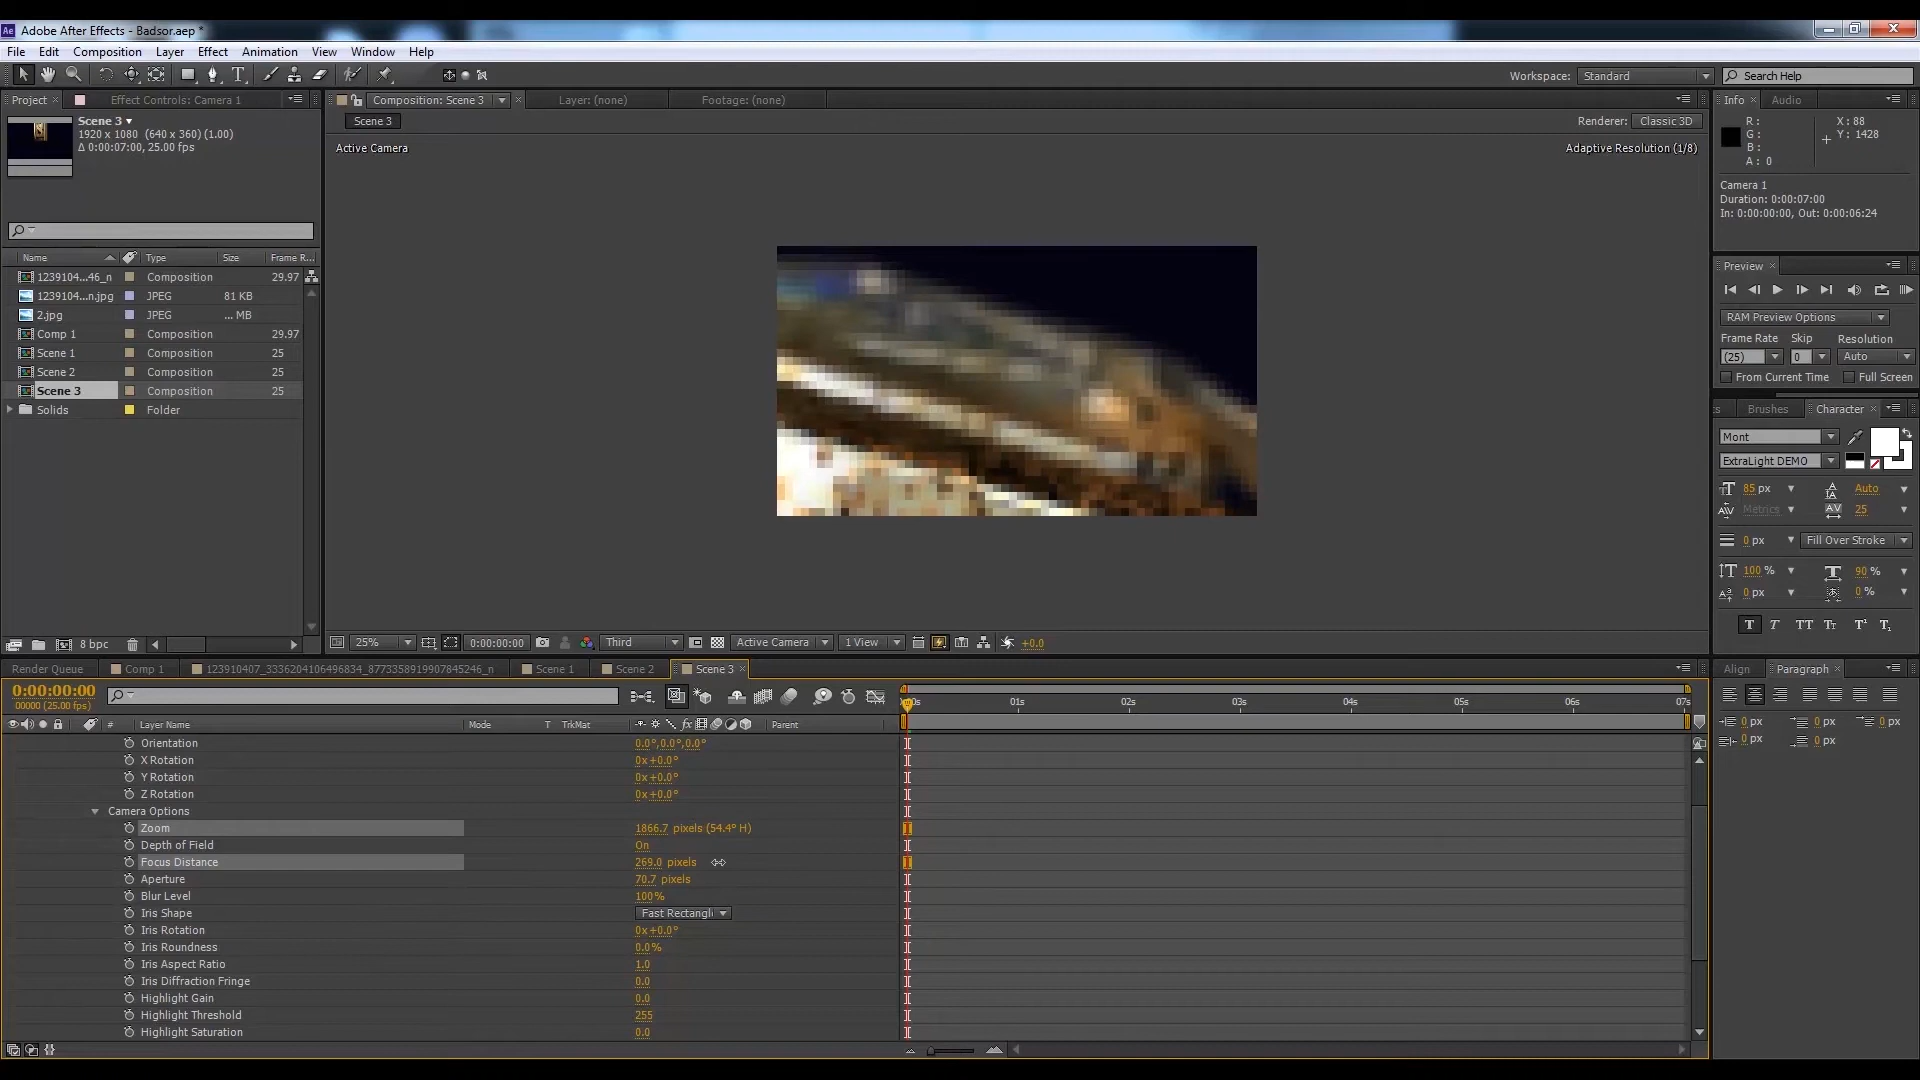 Adobe After Effects - Badsor.aep *
File Edit Composition Layer Effect Animation View Window Help
Workspace: Standard Search Help
Project Effect Controls: Camera 1
Scene 3
1920 x 1080 (640 x 360) (1.00)
Δ 0:00:07:00, 25.00 fps
Name Type Size Frame R...
1239104...46_n Composition 29.97
1239104...n.jpg JPEG 81 KB
2.jpg JPEG ... MB
Comp 1 Composition 29.97
Scene 1 Composition 25
Scene 2 Composition 25
Scene 3 Composition 25
Solids Folder
8 bpc
Composition: Scene 3 Layer: (none) Footage: (none)
Scene 3 Renderer: Classic 3D
Active Camera Adaptive Resolution (1/8)
25% 0:00:00:00 Third Active Camera 1 View +0.0
Info Audio
R: X: 88
G: Y: 1428
B:
A: 0
Camera 1
Duration: 0:00:07:00
In: 0:00:00:00, Out: 0:00:06:24
Preview
RAM Preview Options
Frame Rate Skip Resolution
(25) 0 Auto
From Current Time Full Screen
Brushes Character
Mont
ExtraLight DEMO
85 px Auto
Metrics 25
0 px Fill Over Stroke
100 % 90 %
0 px 0 %
T T TT Tt T¹ T₁
Align Paragraph
0 px 0 px 0 px
0 px 0 px
Render Queue Comp 1 123910407_3336204106496834_8773358919907845246_n Scene 1 Scene 2 Scene 3
0:00:00:00
00000 (25.00 fps)
# Layer Name Mode T TrkMat Parent
01s 02s 03s 04s 05s 06s 07s
Orientation 0.0°,0.0°,0.0°
X Rotation 0x+0.0°
Y Rotation 0x+0.0°
Z Rotation 0x+0.0°
Camera Options
Zoom 1866.7 pixels (54.4° H)
Depth of Field On
Focus Distance 269.0 pixels
Aperture 70.7 pixels
Blur Level 100%
Iris Shape Fast Rectangl
Iris Rotation 0x+0.0°
Iris Roundness 0.0%
Iris Aspect Ratio 1.0
Iris Diffraction Fringe 0.0
Highlight Gain 0.0
Highlight Threshold 255
Highlight Saturation 0.0